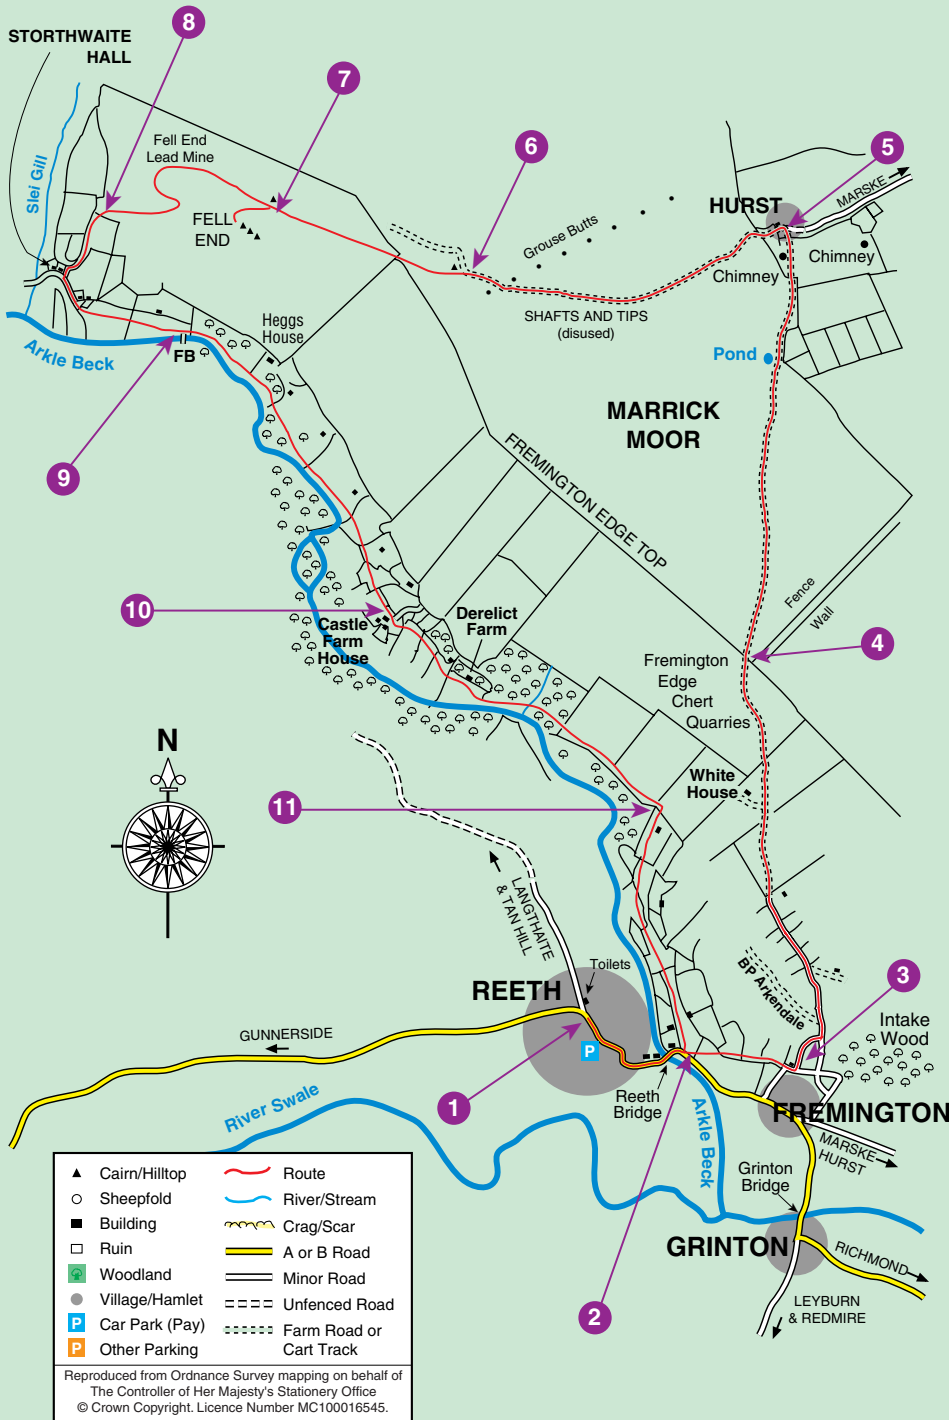 8
STORTHWAITE
HALL
7
Fell End
Lead Mine
6
5
MARSKE
Slei Gill
HURST
FELL
END
Grouse Butts
Chimney
Chimney
SHAFTS AND TIPS
(disused)
Heggs
House
Arkle Beck
FB
Pond
MARRICK
MOOR
9
FREMINGTON EDGE TOP
Fence
Wall
10
Castle
Farm
House
Derelict
Farm
4
Fremington
Edge
Chert
Quarries
N
White
House
11
LANGTHAITE
& TAN HILL
BP Arkendale
3
Toilets
REETH
Intake
Wood
GUNNERSIDE
P
1
Reeth
Bridge
River Swale
Arkle Beck
FREMINGTON
MARSKE
HURST
Grinton
Bridge
GRINTON
RICHMOND
LEYBURN
& REDMIRE
2
Cairn/Hilltop
Sheepfold
Building
Ruin
Woodland
Village/Hamlet
P Car Park (Pay)
P Other Parking
Route
River/Stream
Crag/Scar
A or B Road
Minor Road
Unfenced Road
Farm Road or
Cart Track
Reproduced from Ordnance Survey mapping on behalf of
The Controller of Her Majesty's Stationery Office
© Crown Copyright. Licence Number MC100016545.